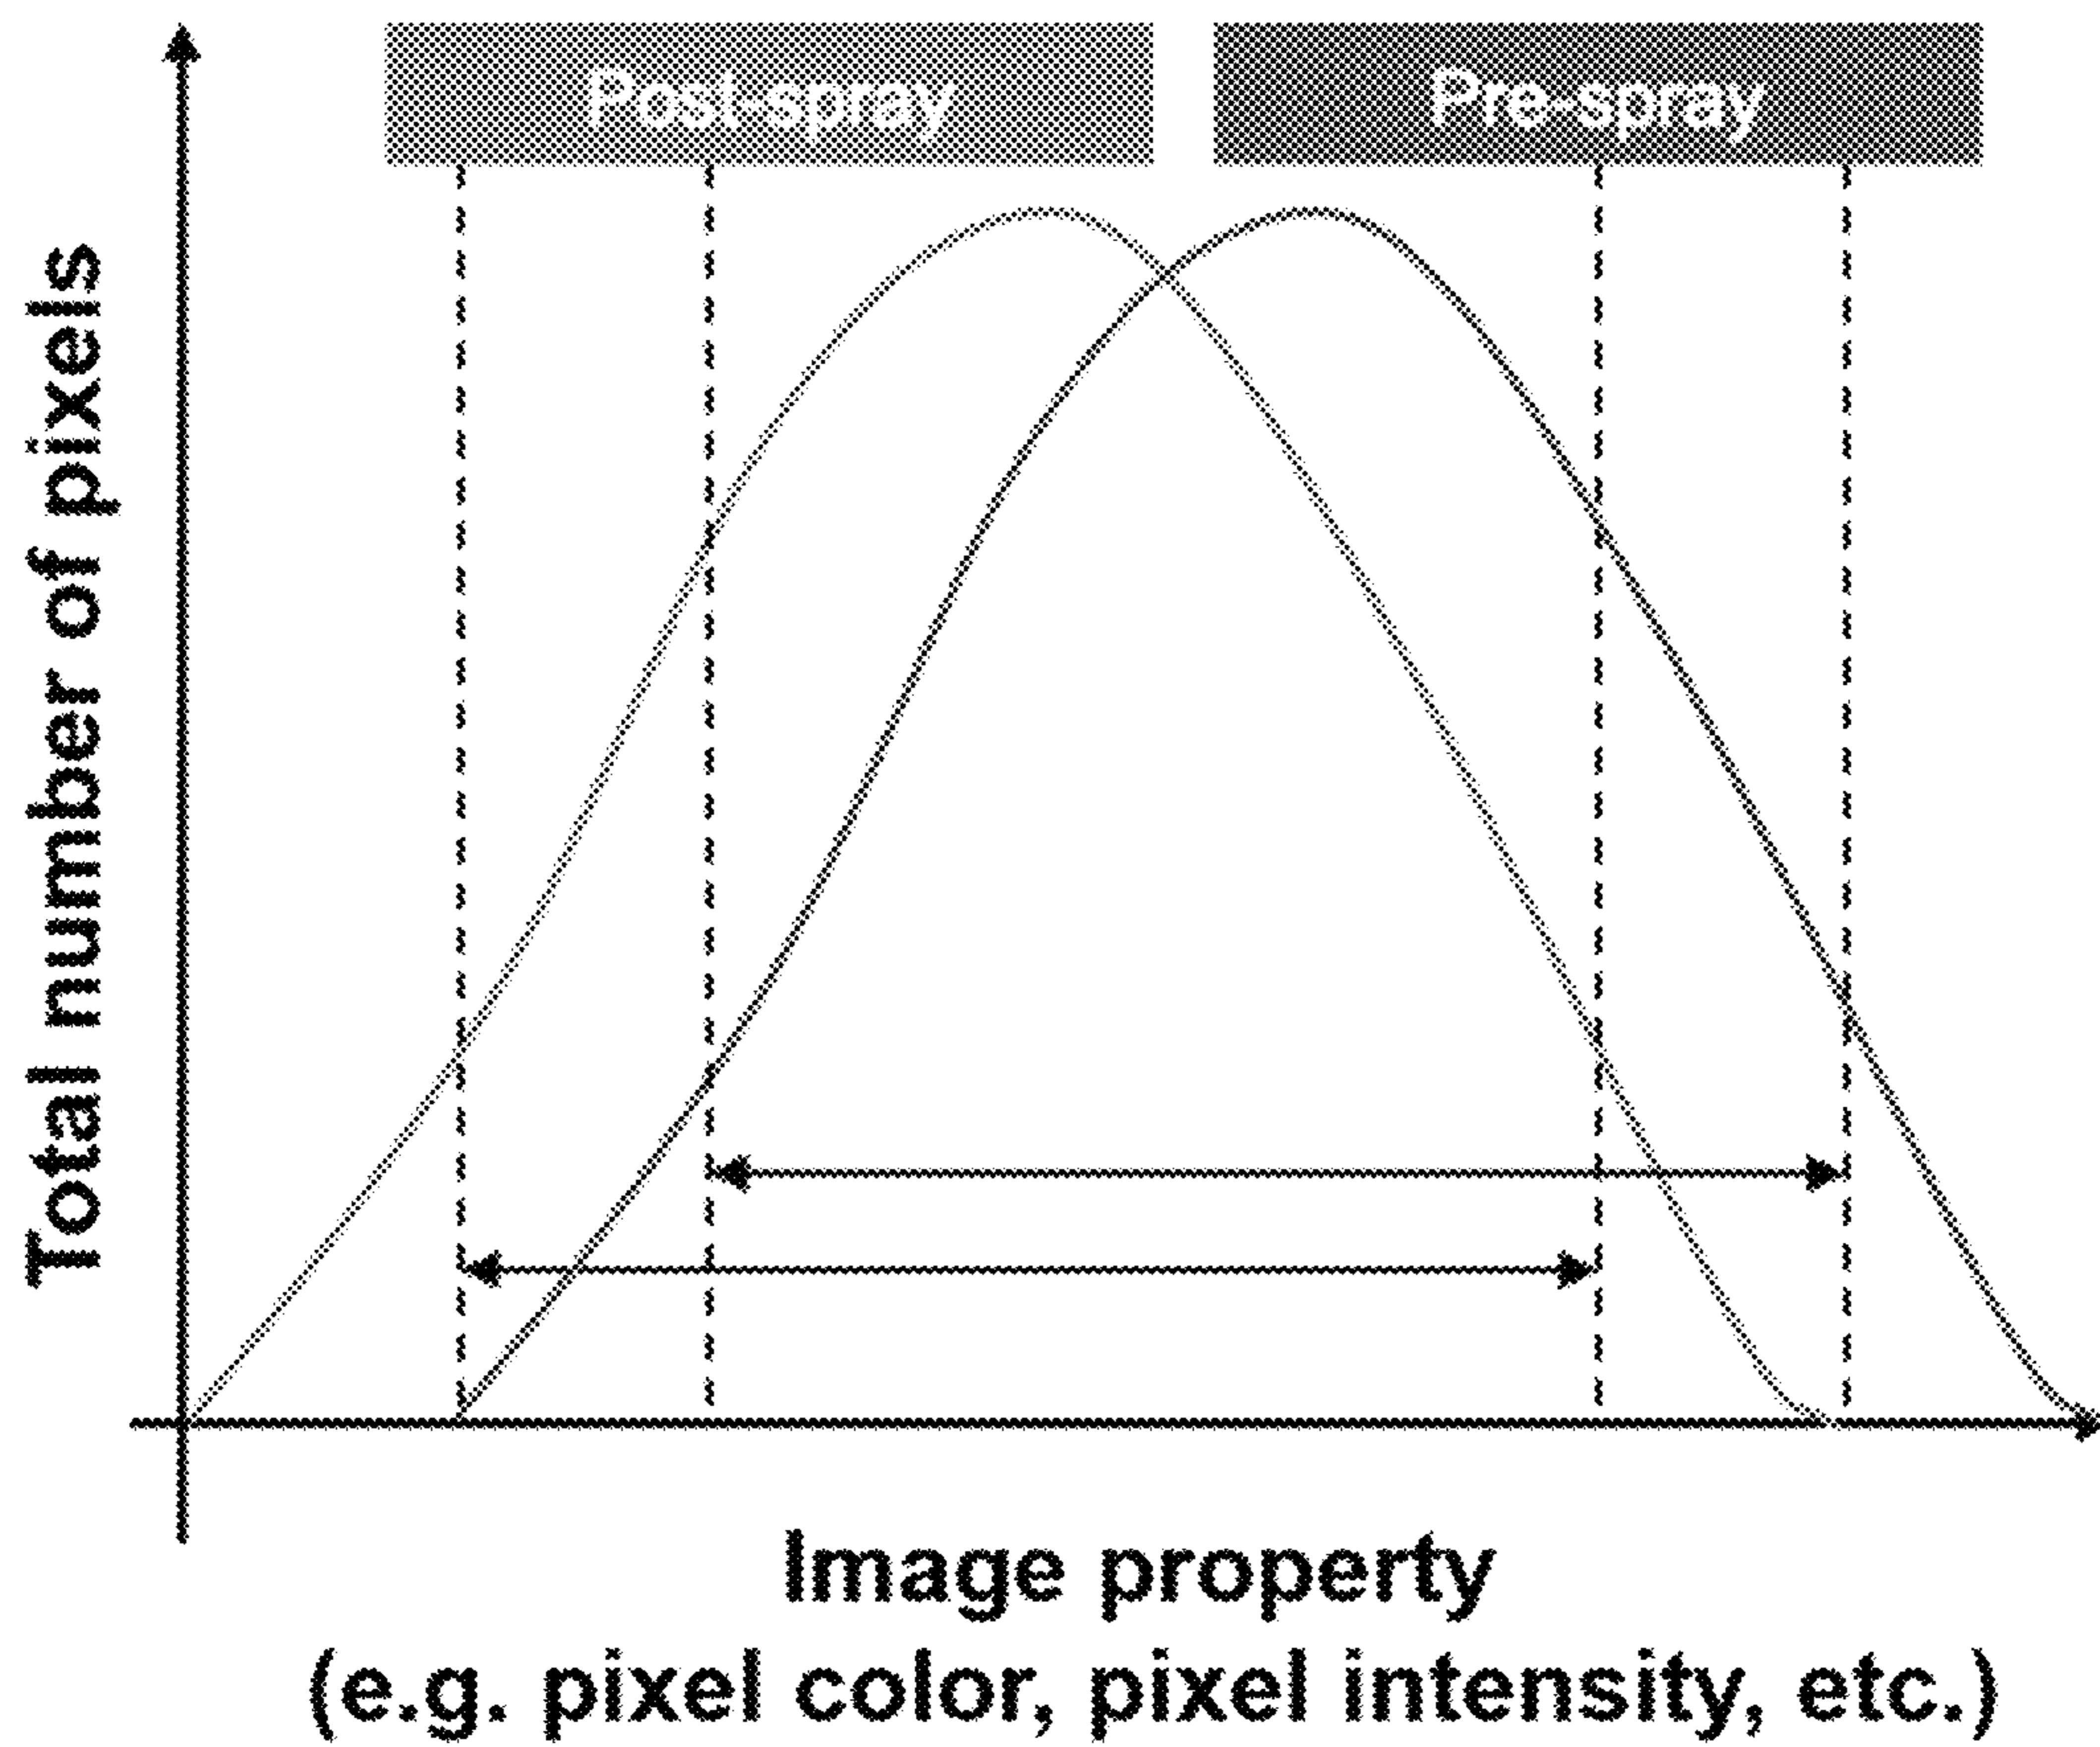 Post-spray
Pre-spray
Total number of pixels
Image property
(e.g. pixel color, pixel intensity, etc.)